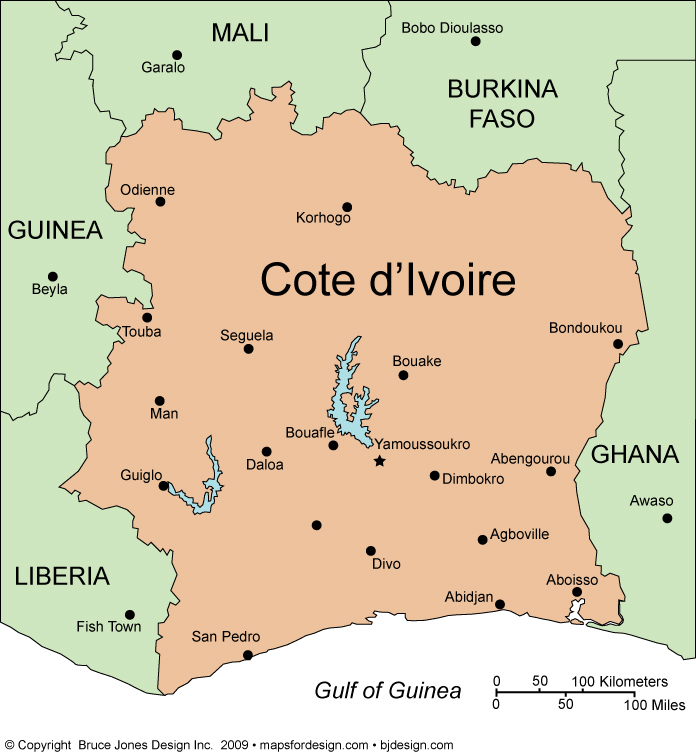 MALI
Bobo Dioulasso
Garalo
BURKINA
FASO
Odienne
Korhogo
GUINEA
Beyla
Cote d’Ivoire
Touba
Seguela
Bondoukou
Bouake
Man
Bouafle
Yamoussoukro
Daloa
Guiglo
Dimbokro
Abengourou
GHANA
Awaso
Agboville
Divo
LIBERIA
Aboisso
Abidjan
Fish Town
San Pedro
Gulf of Guinea
0 50 100 Kilometers
0 50 100 Miles
© Copyright Bruce Jones Design Inc. 2009 • mapsfordesign.com • bjdesign.com